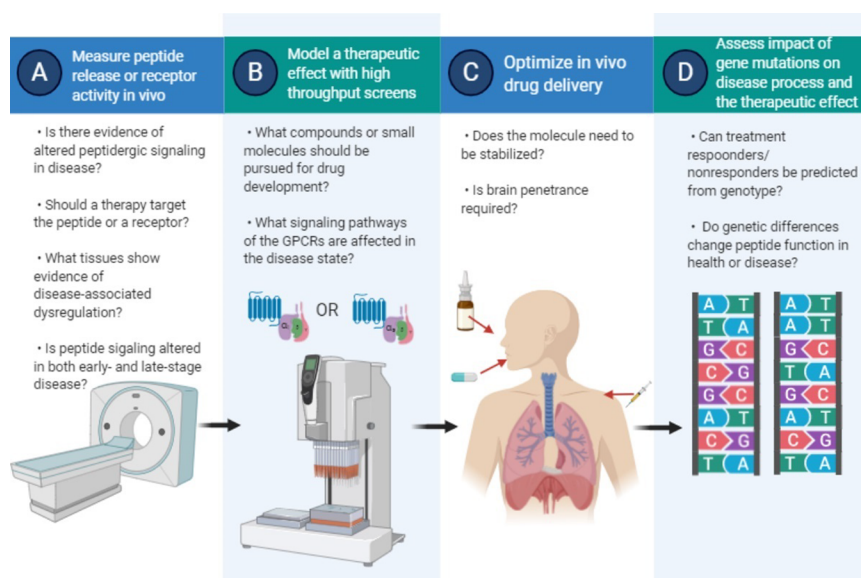 A
Measure peptide
release or receptor
activity in vivo
• Is there evidence of
altered peptidergic signaling
in disease?
• Should a therapy target
the peptide or a receptor?
• What tissues show
evidence of
disease-associated
dysregulation?
• Is peptide sigaling altered
in both early- and late-stage
disease?
B
Model a therapeutic
effect with high
throughput screens
• What compounds or small
molecules should be
pursued for drug
development?
• What signaling pathways
of the GPCRs are affected in
the disease state?
OR
C
Optimize in vivo
drug delivery
• Does the molecule need to
be stabilized?
• Is brain penetrance
required?
D
Assess impact of
gene mutations on
disease process and
the therapeutic effect
• Can treatment
respoonders/
nonresponders be predicted
from genotype?
• Do genetic differences
change peptide function in
health or disease?
A T A T
T A A T
G C G C
C G T A
G C G C
A T A T
C G C G
T A T A